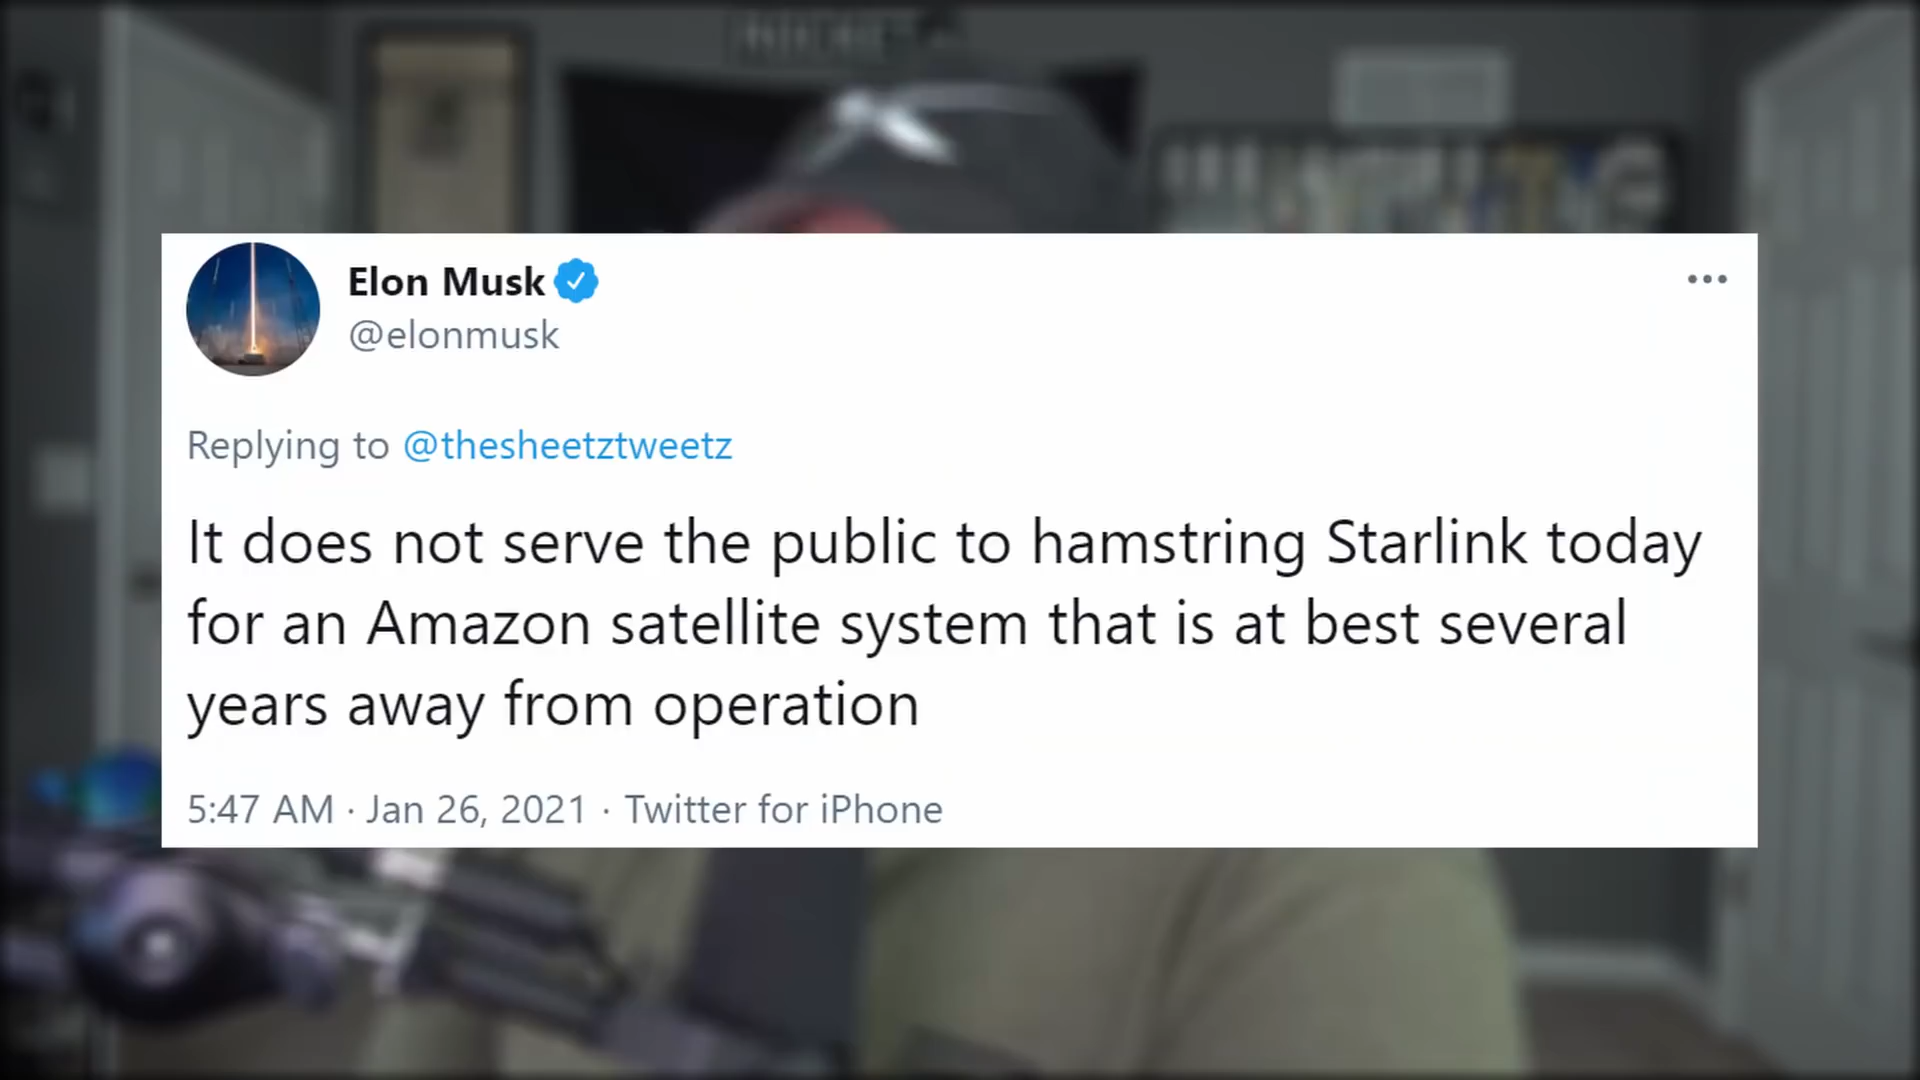 Elon Musk
@elonmusk
Replying to @thesheetztweetz
It does not serve the public to hamstring Starlink today
for an Amazon satellite system that is at best several
years away from operation
5:47 AM · Jan 26, 2021 · Twitter for iPhone